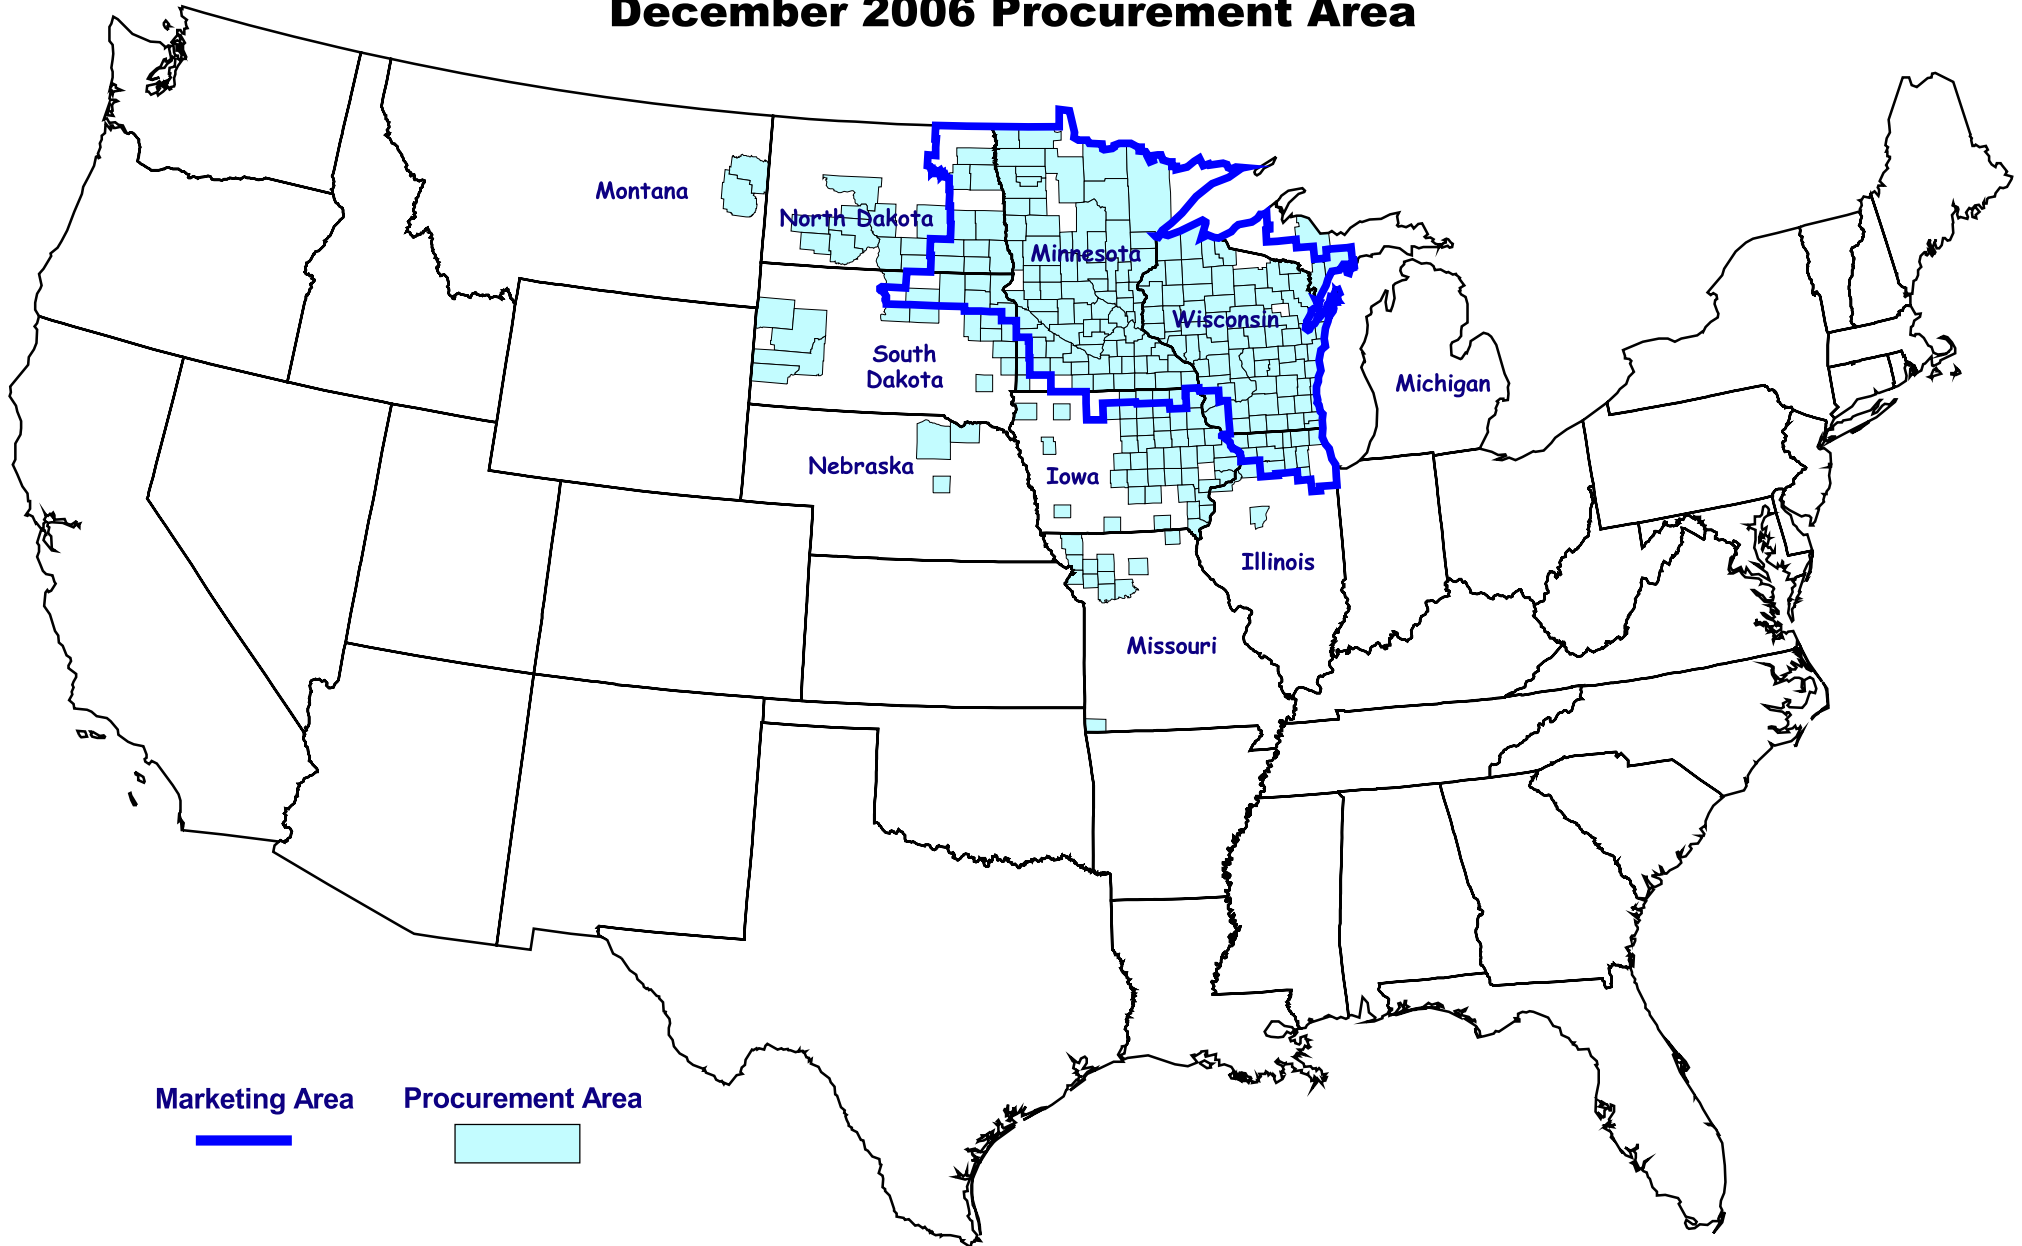 December 2006 Procurement Area
Montana
North Dakota
Minnesota
Wisconsin
South
Dakota
Michigan
Nebraska
Iowa
Illinois
Missouri
Marketing Area
Procurement Area